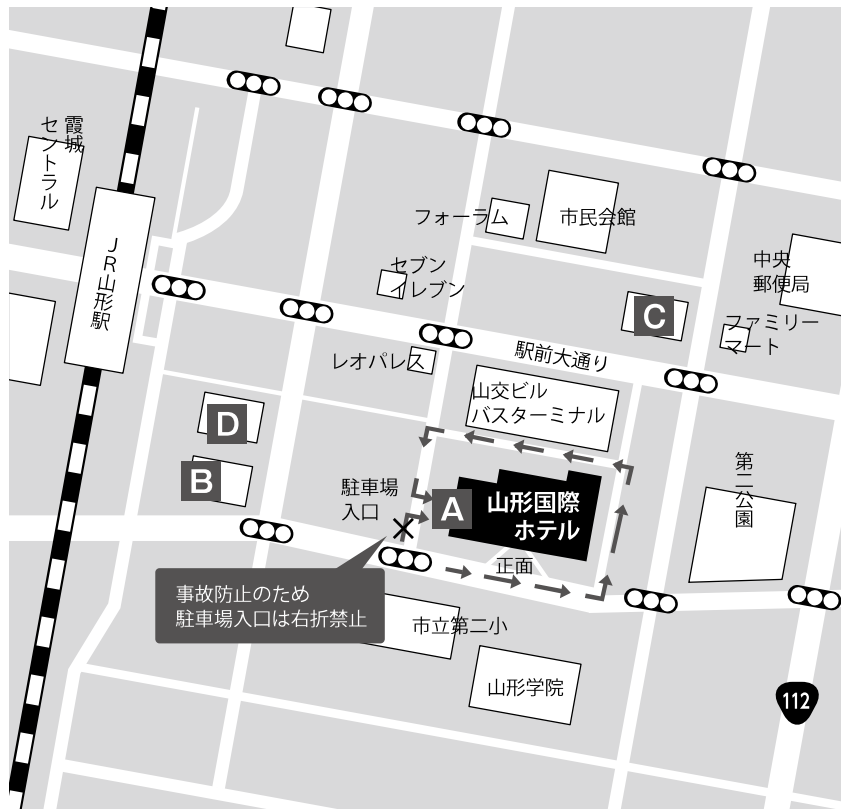 霞城
セントラル
JR山形駅
フォーラム
市民会館
中央
郵便局
セブン
イレブン
C
ファミリー
マート
駅前大通り
レオパレス
山交ビル
バスターミナル
D
B
駐車場
入口
A
山形国際
ホテル
第二公園
正面
事故防止のため
駐車場入口は右折禁止
市立第二小
山形学院
112